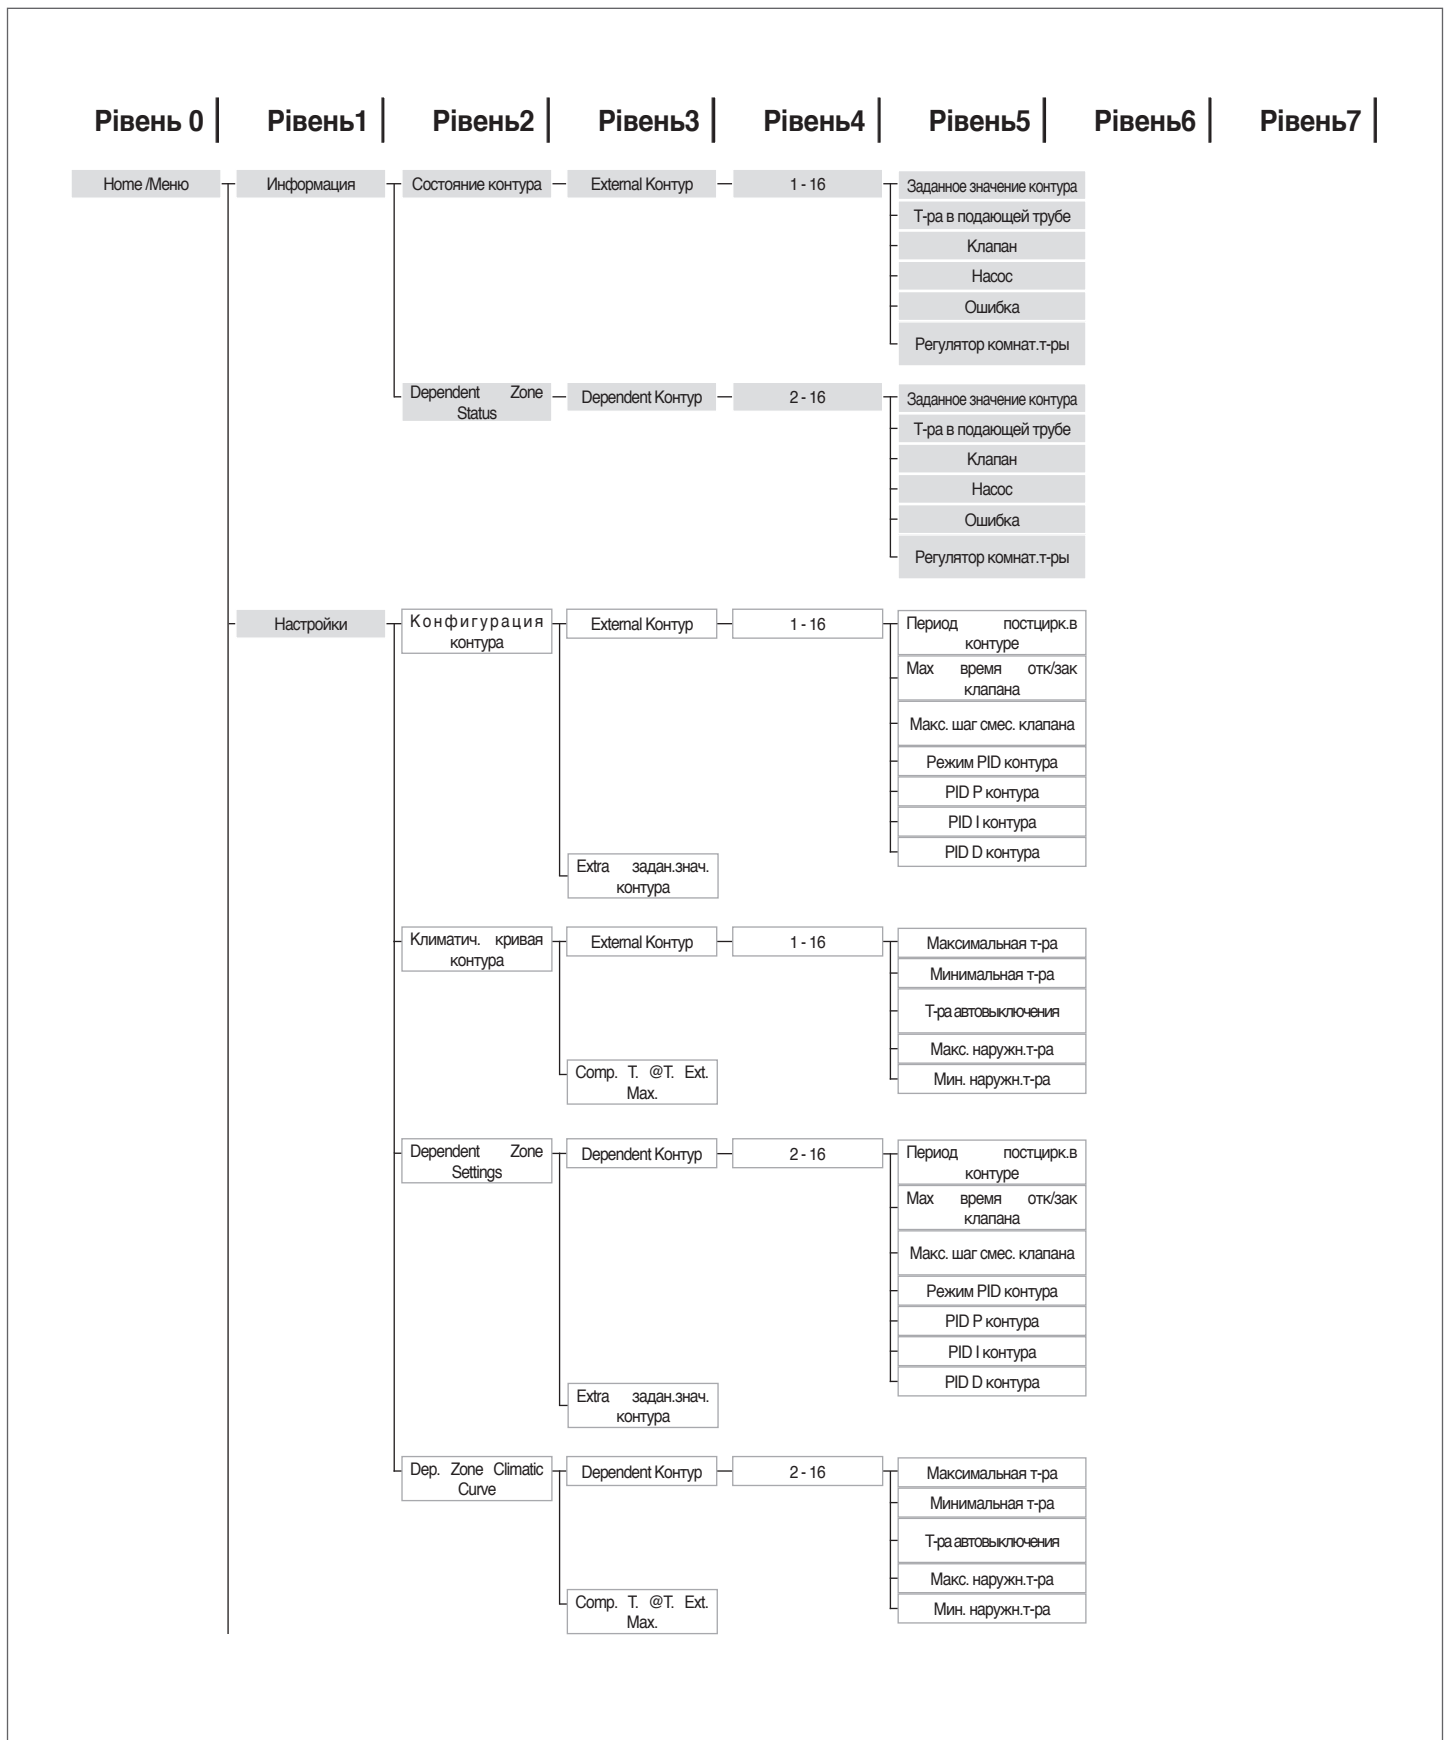 Рівень 0 Рівень1 Рівень2 Рівень3 Рівень4 Рівень5 Рівень6 Рівень7
Home /Меню Информация Состояние контура External Контур 1 - 16 Заданное значение контура
Т-ра в подающей трубе
Клапан
Насос
Ошибка
Регулятор комнат.т-ры
Dependent Zone
Status
Dependent Контур 2 - 16 Заданное значение контура
Т-ра в подающей трубе
Клапан
Насос
Ошибка
Регулятор комнат.т-ры
Настройки
Конфигурация
контура
External Контур 1 - 16
Период постцирк.в
контуре
Max время отк/зак
клапана
Макс. шаг смес. клапана
Режим PID контура
PID P контура
PID I контура
PID D контура
Extra задан.знач.
контура
Климатич. кривая
контура
External Контур 1 - 16 Максимальная т-ра
Минимальная т-ра
Т-ра автовыключения
Макс. наружн.т-ра
Мин. наружн.т-ра
Comp. T. @T. Ext.
Max.
Dependent Zone
Settings
Dependent Контур 2 - 16
Период постцирк.в
контуре
Max время отк/зак
клапана
Макс. шаг смес. клапана
Режим PID контура
PID P контура
PID I контура
PID D контура
Extra задан.знач.
контура
Dep. Zone Climatic
Curve
Dependent Контур 2 - 16 Максимальная т-ра
Минимальная т-ра
Т-ра автовыключения
Макс. наружн.т-ра
Мин. наружн.т-ра
Comp. T. @T. Ext.
Max.